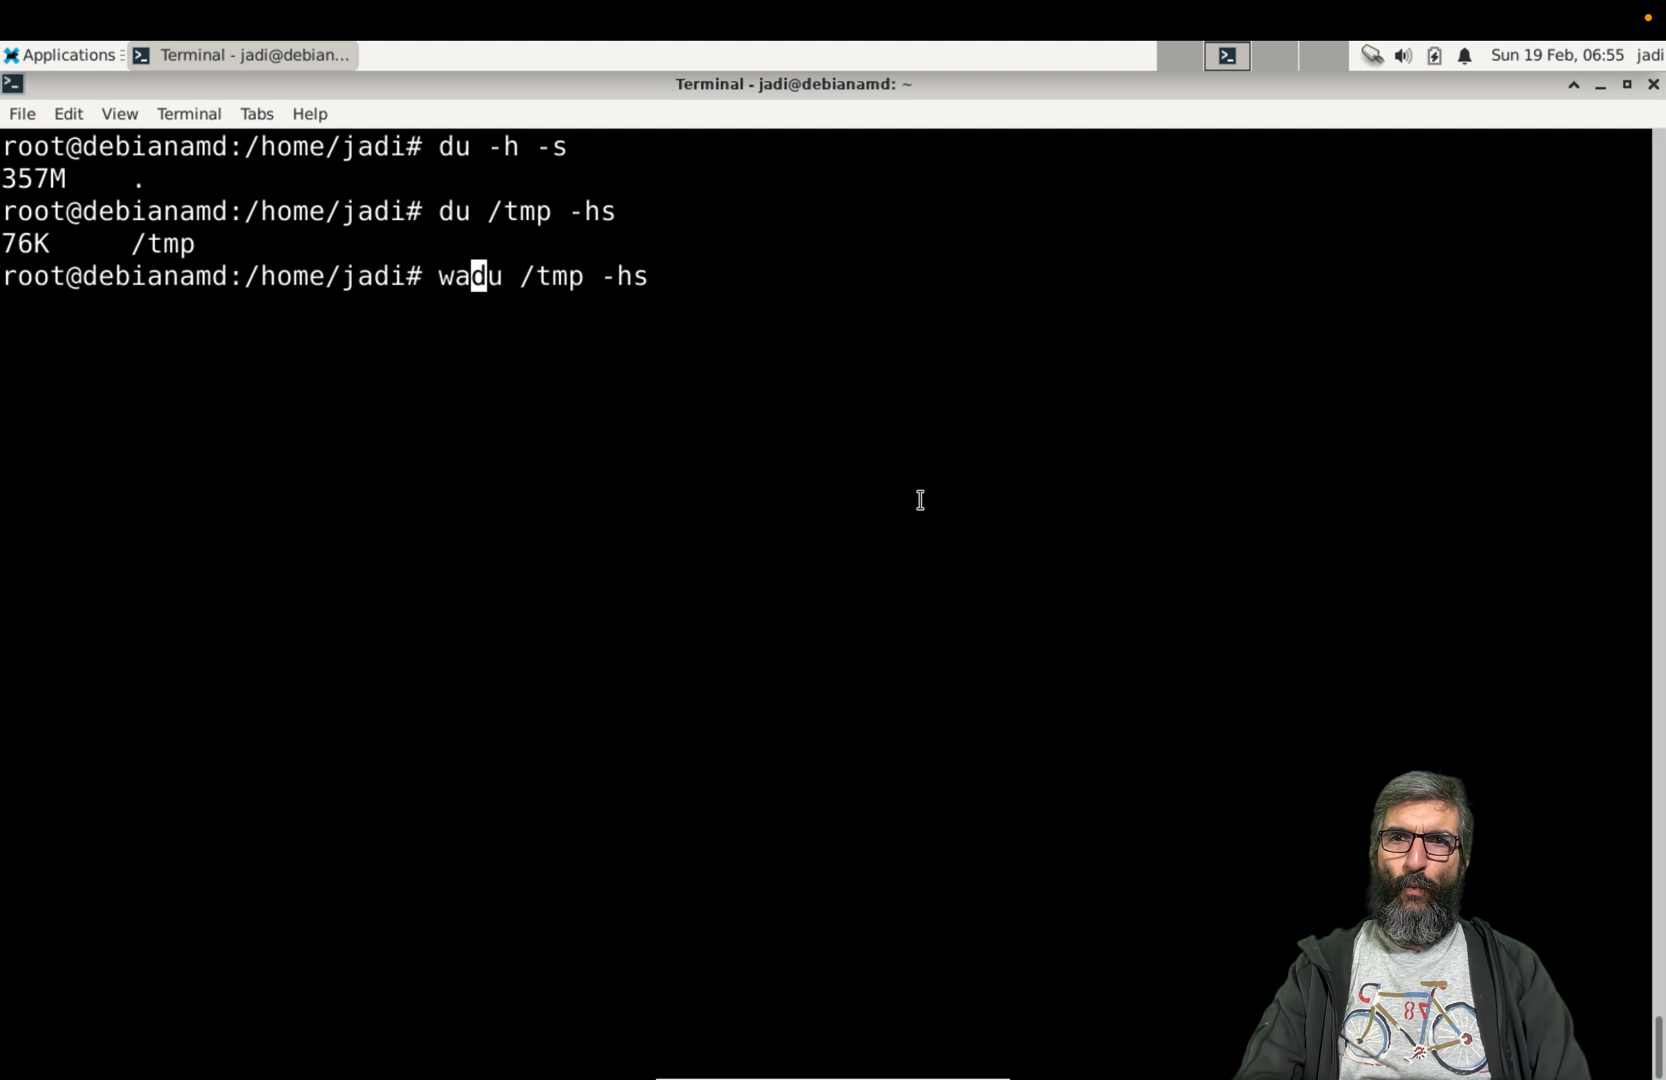 Applications
Terminal - jadi@debian...
Sun 19 Feb, 06:55 jadi
Terminal - jadi@debianamd: ~
File Edit View Terminal Tabs Help
root@debianamd:/home/jadi# du -h -s
357M .
root@debianamd:/home/jadi# du /tmp -hs
76K /tmp
root@debianamd:/home/jadi# wadu /tmp -hs
87